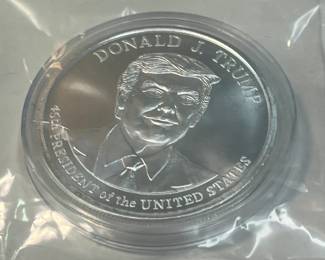 DONALD J. TRUMP
45th PRESIDENT of the UNITED STATES